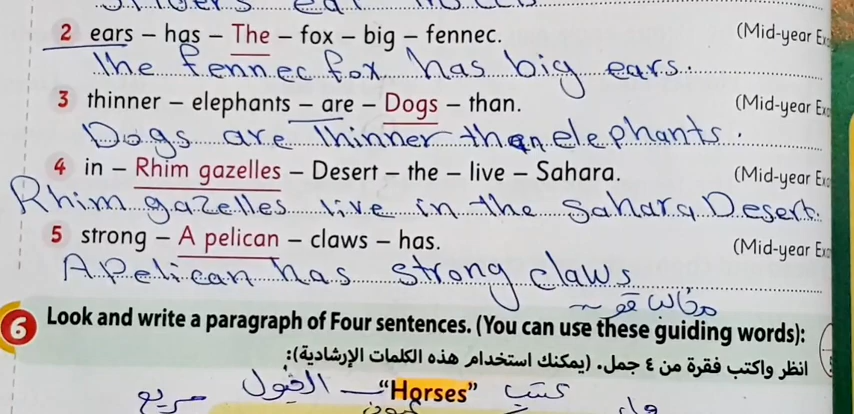 2 ears – has – The – fox – big – fennec. (Mid-year Ex
The fennec fox has big ears.
3 thinner – elephants – are – Dogs – than. (Mid-year Exa
Dogs are thinner than elephants.
4 in – Rhim gazelles – Desert – the – live – Sahara. (Mid-year Exa
Rhim gazelles live in the Sahara Desert.
5 strong – A pelican – claws – has. (Mid-year Exa
A Pelican has strong claws
6 Look and write a paragraph of Four sentences. (You can use these guiding words):
انظر واكتب فقرة من ٤ جمل. (يمكنك استخدام هذه الكلمات الإرشادية):
"Horses"
سريع